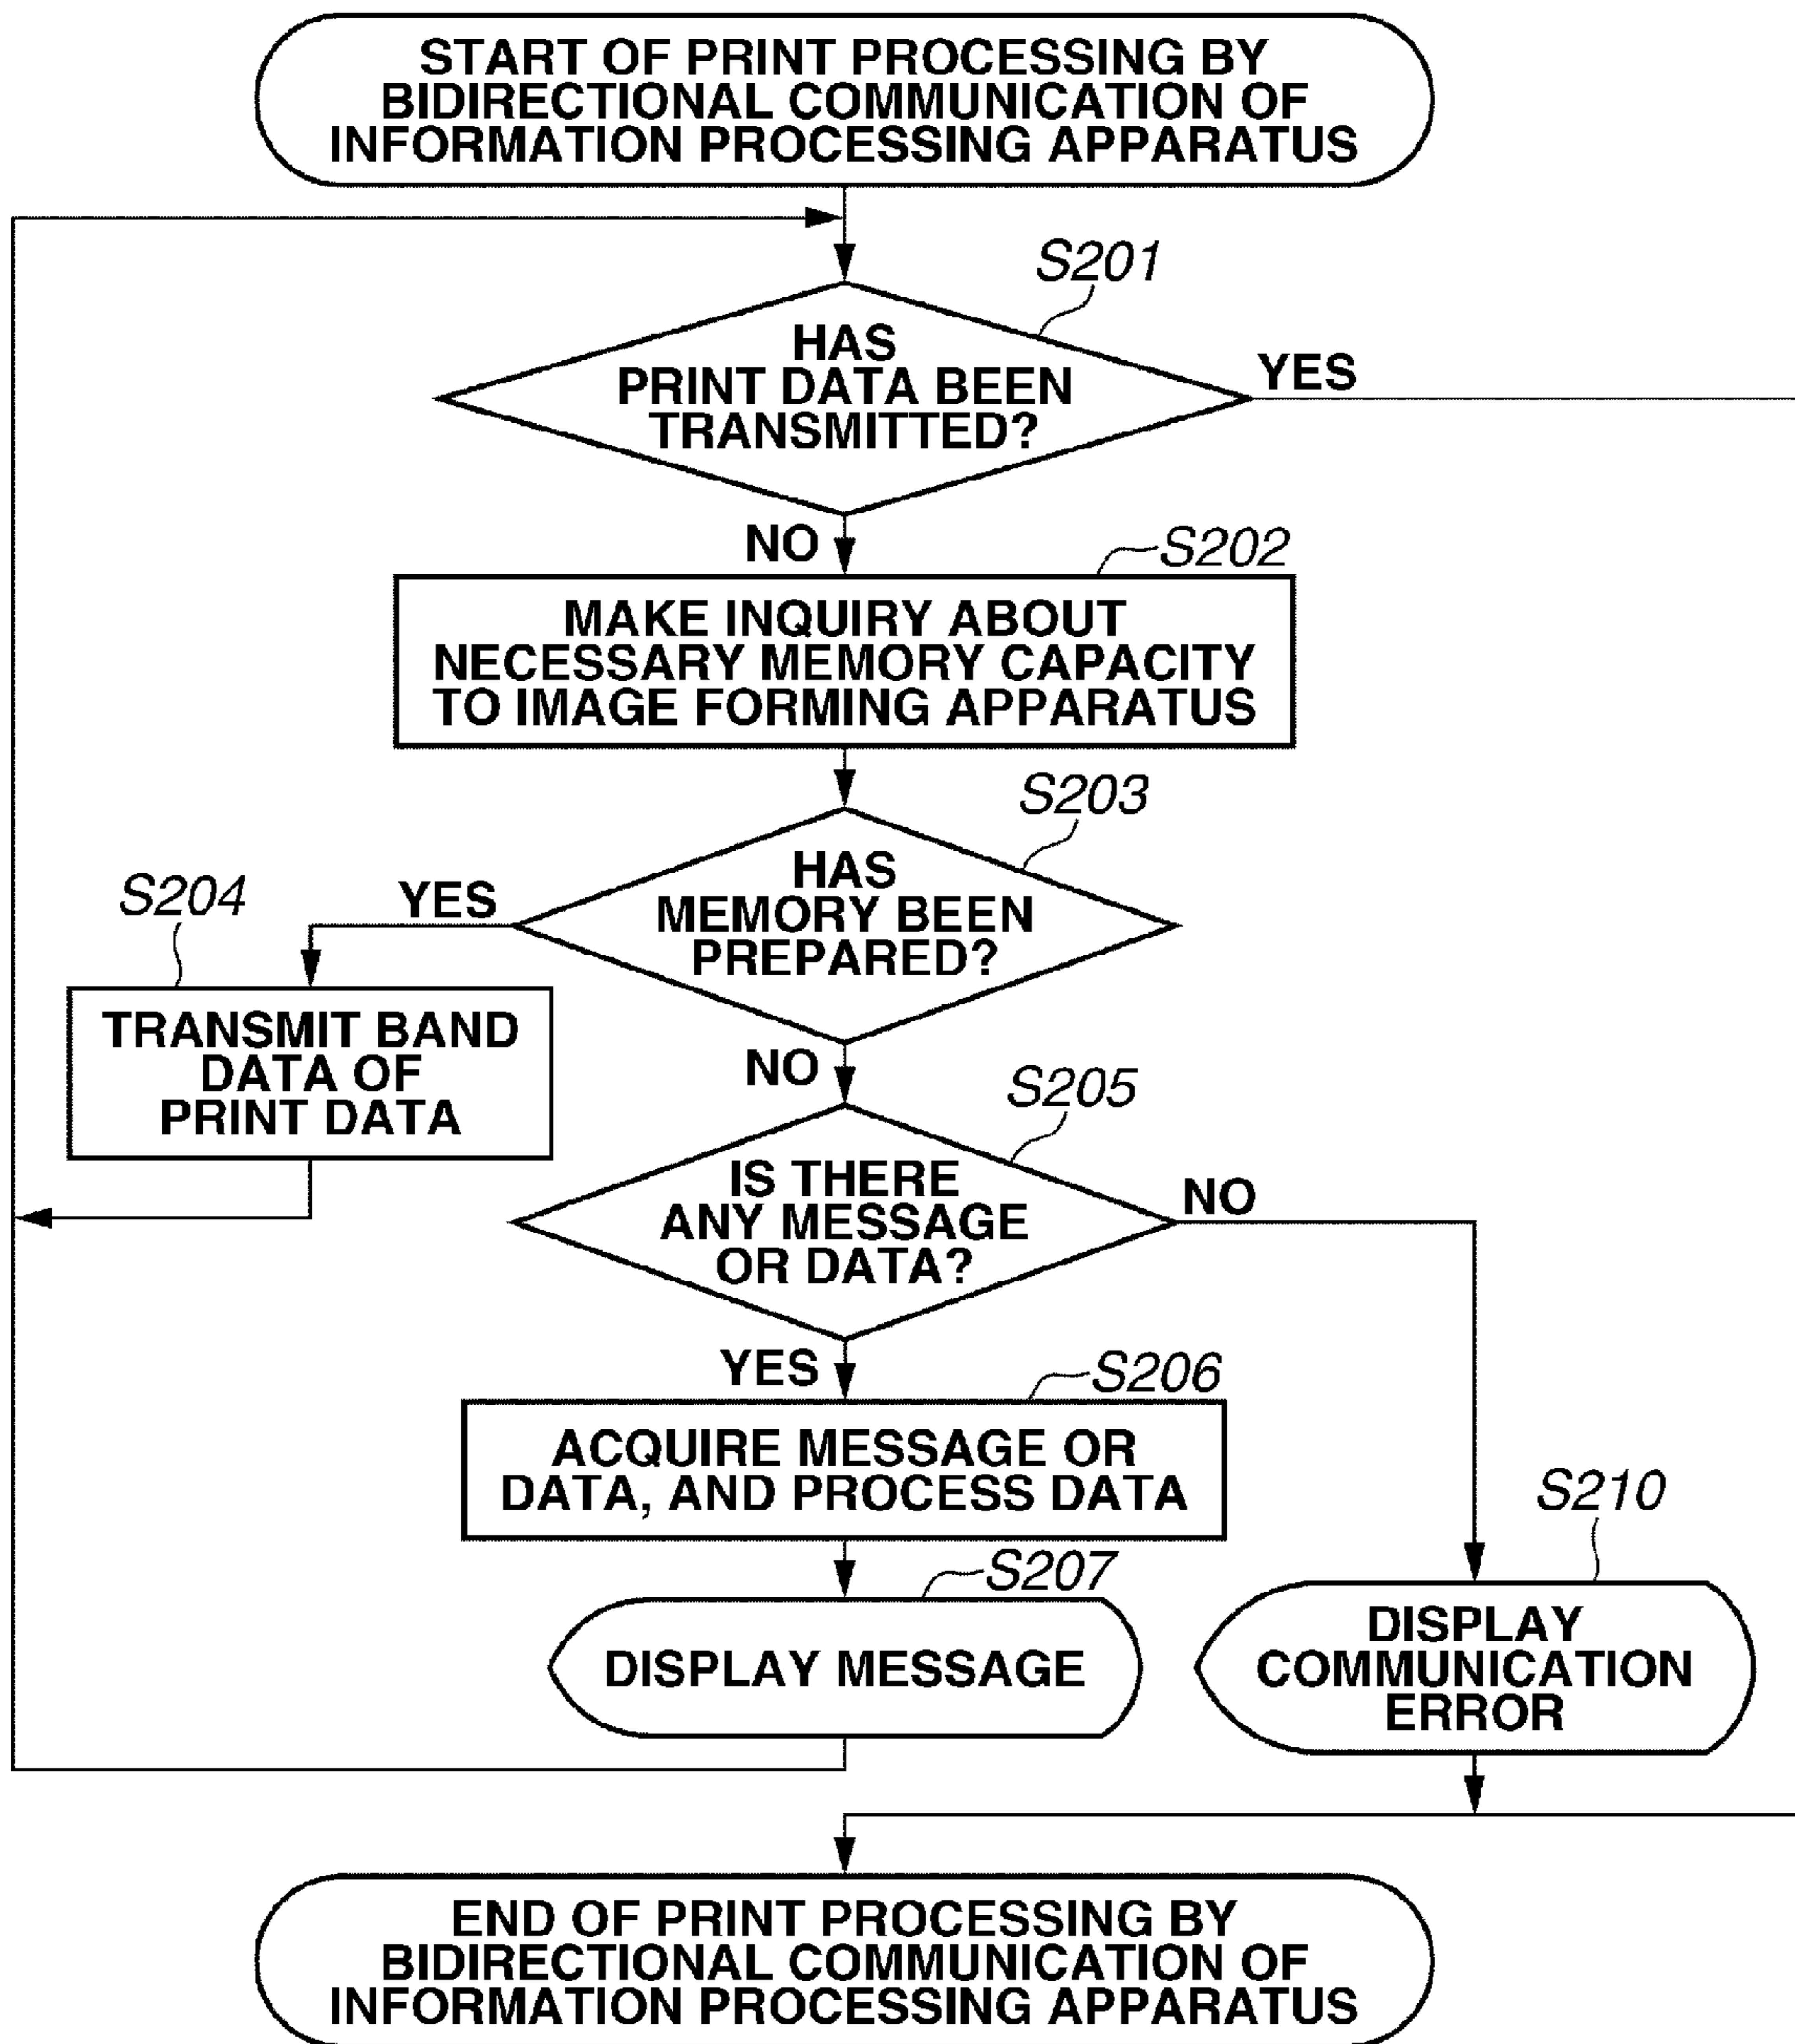 START OF PRINT PROCESSING BY
BIDIRECTIONAL COMMUNICATION OF
INFORMATION PROCESSING APPARATUS
S201
HAS
PRINT DATA BEEN
TRANSMITTED?
YES
NO
S202
MAKE INQUIRY ABOUT
NECESSARY MEMORY CAPACITY
TO IMAGE FORMING APPARATUS
S203
HAS
MEMORY BEEN
PREPARED?
YES
S204
TRANSMIT BAND
DATA OF
PRINT DATA
NO
S205
IS THERE
ANY MESSAGE
OR DATA?
NO
YES
S206
ACQUIRE MESSAGE OR
DATA, AND PROCESS DATA
S207
DISPLAY MESSAGE
S210
DISPLAY
COMMUNICATION
ERROR
END OF PRINT PROCESSING BY
BIDIRECTIONAL COMMUNICATION OF
INFORMATION PROCESSING APPARATUS